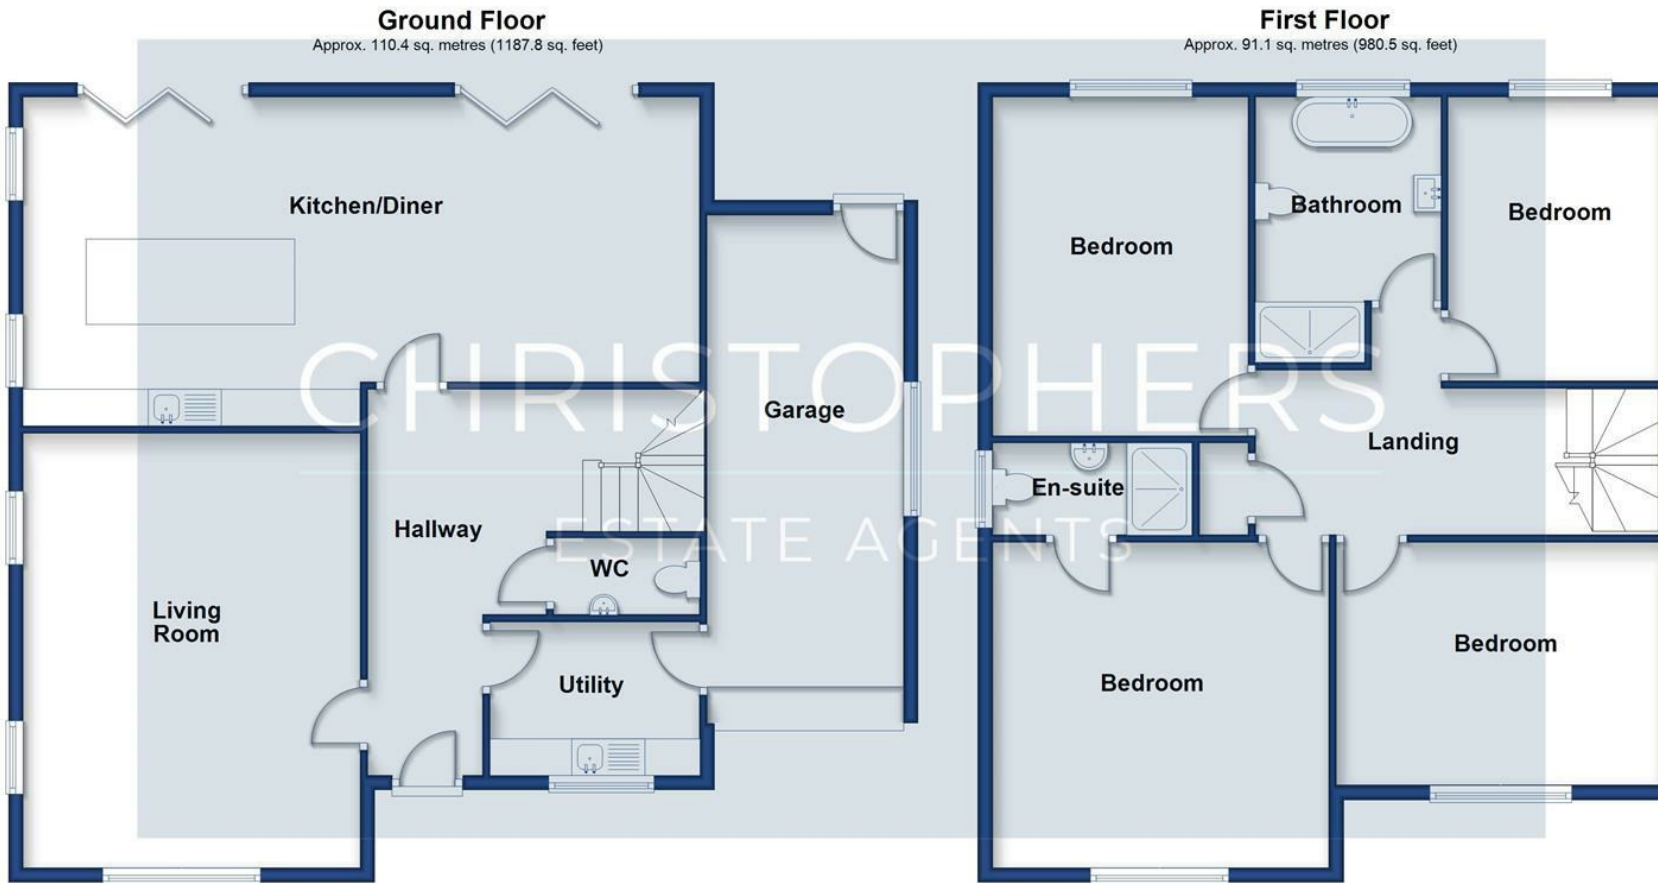 Ground Floor
Approx. 110.4 sq. metres (1187.8 sq. feet)
First Floor
Approx. 91.1 sq. metres (980.5 sq. feet)
Kitchen/Diner
Bedroom
Bathroom
Bedroom
CHRISTOPHERS
Garage
Landing
En-suite
Hallway
ESTATE AGENTS
WC
Living
Room
Utility
Bedroom
Bedroom